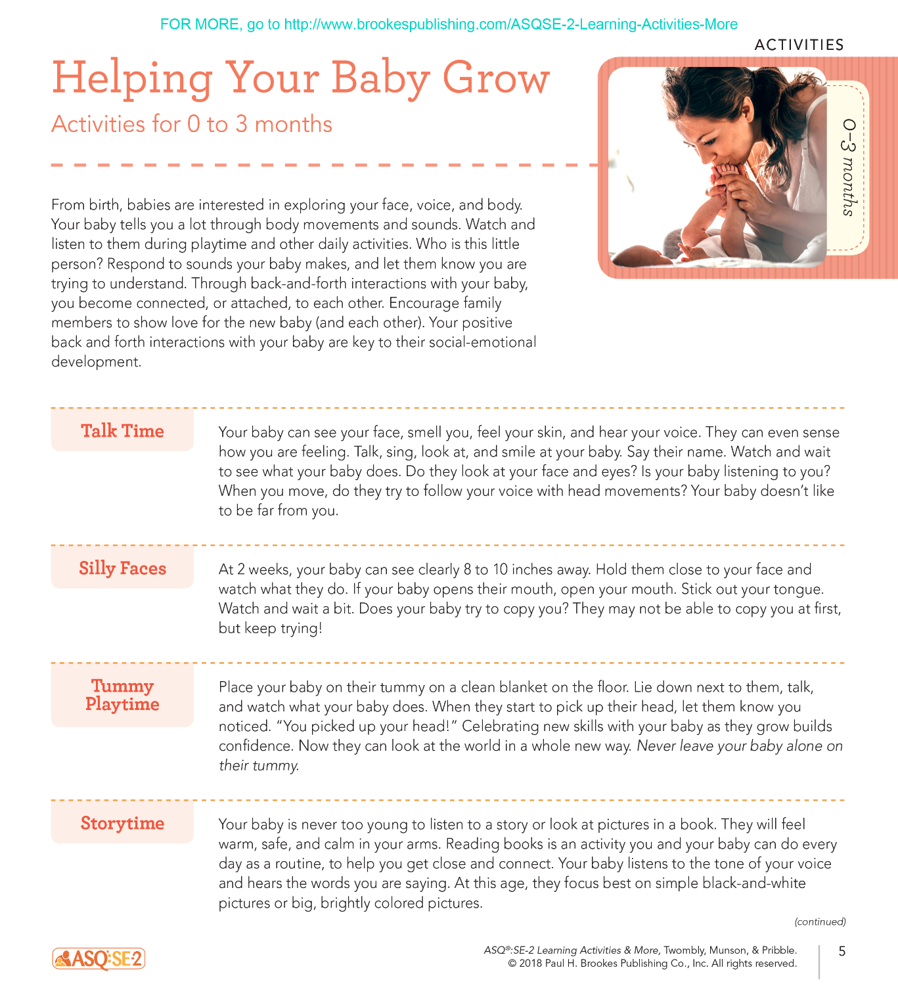 FOR MORE, go to http://www.brookespublishing.com/ASQSE-2-Learning-Activities-More
ACTIVITIES
Helping Your Baby Grow
Activities for 0 to 3 months
0–3 months
From birth, babies are interested in exploring your face, voice, and body.
Your baby tells you a lot through body movements and sounds. Watch and
listen to them during playtime and other daily activities. Who is this little
person? Respond to sounds your baby makes, and let them know you are
trying to understand. Through back-and-forth interactions with your baby,
you become connected, or attached, to each other. Encourage family
members to show love for the new baby (and each other). Your positive
back and forth interactions with your baby are key to their social-emotional
development.
Talk Time
Your baby can see your face, smell you, feel your skin, and hear your voice. They can even sense
how you are feeling. Talk, sing, look at, and smile at your baby. Say their name. Watch and wait
to see what your baby does. Do they look at your face and eyes? Is your baby listening to you?
When you move, do they try to follow your voice with head movements? Your baby doesn’t like
to be far from you.
Silly Faces
At 2 weeks, your baby can see clearly 8 to 10 inches away. Hold them close to your face and
watch what they do. If your baby opens their mouth, open your mouth. Stick out your tongue.
Watch and wait a bit. Does your baby try to copy you? They may not be able to copy you at first,
but keep trying!
Tummy
Playtime
Place your baby on their tummy on a clean blanket on the floor. Lie down next to them, talk,
and watch what your baby does. When they start to pick up their head, let them know you
noticed. “You picked up your head!” Celebrating new skills with your baby as they grow builds
confidence. Now they can look at the world in a whole new way. Never leave your baby alone on
their tummy.
Storytime
Your baby is never too young to listen to a story or look at pictures in a book. They will feel
warm, safe, and calm in your arms. Reading books is an activity you and your baby can do every
day as a routine, to help you get close and connect. Your baby listens to the tone of your voice
and hears the words you are saying. At this age, they focus best on simple black-and-white
pictures or big, brightly colored pictures.
(continued)
ASQ:SE-2
ASQ®:SE-2 Learning Activities & More, Twombly, Munson, & Pribble.
© 2018 Paul H. Brookes Publishing Co., Inc. All rights reserved.
5